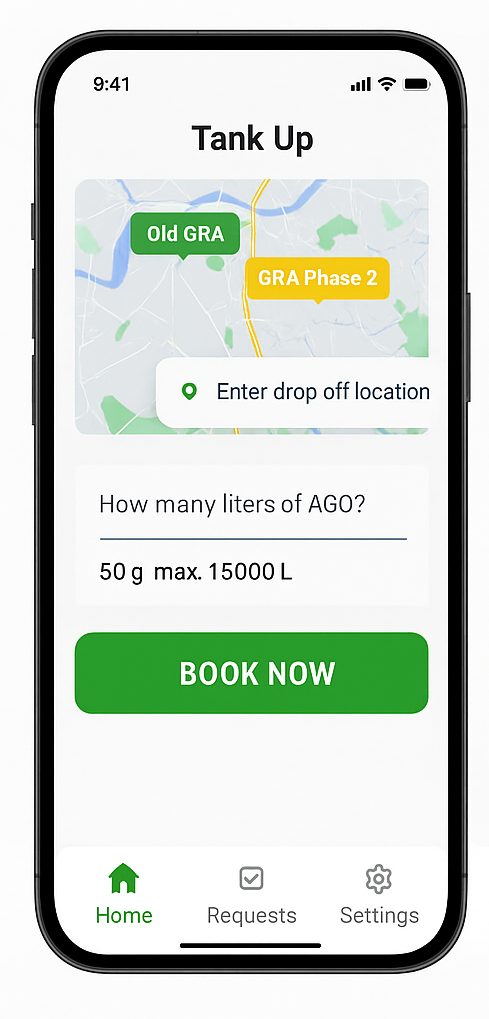 9:41
Tank Up
Old GRA
GRA Phase 2
Enter drop off location
How many liters of AGO?
50 g max. 15000 L
BOOK NOW
Home
Requests
Settings